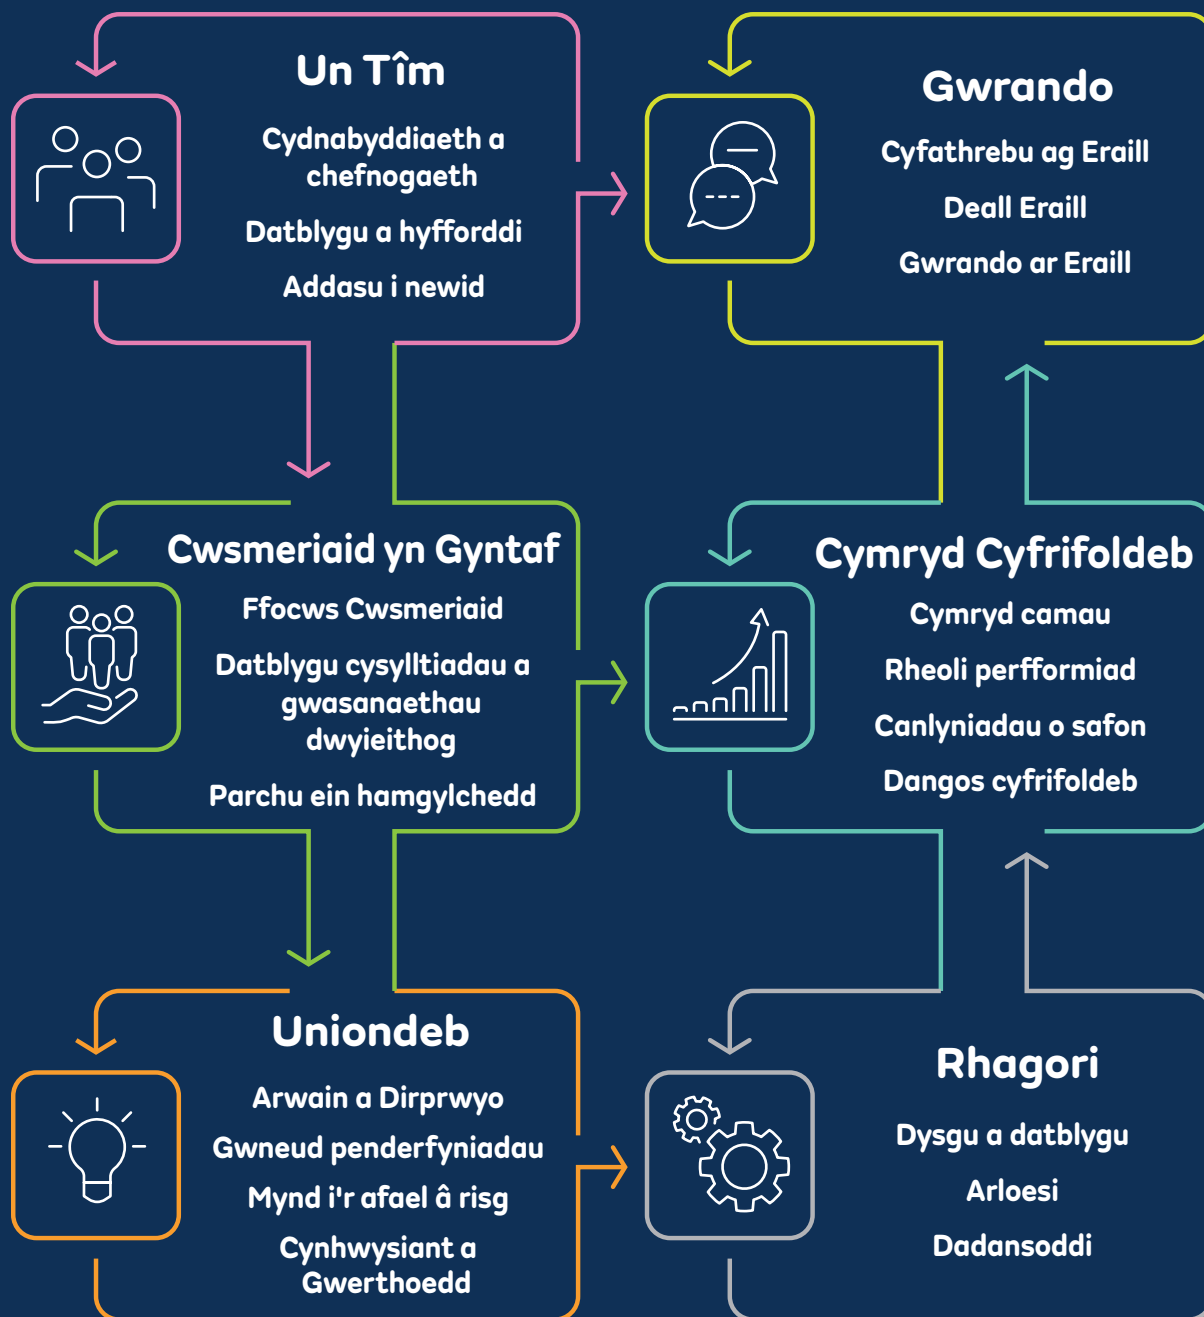 Un Tîm
Cydnabyddiaeth a
chefnogaeth
Datblygu a hyfforddi
Addasu i newid
Gwrando
Cyfathrebu ag Eraill
Deall Eraill
Gwrando ar Eraill
Cwsmeriaid yn Gyntaf
Ffocws Cwsmeriaid
Datblygu cysylltiadau a
gwasanaethau
dwyieithog
Parchu ein hamgylchedd
Cymryd Cyfrifoldeb
Cymryd camau
Rheoli perfformiad
Canlyniadau o safon
Dangos cyfrifoldeb
Uniondeb
Arwain a Dirprwyo
Gwneud penderfyniadau
Mynd i'r afael â risg
Cynhwysiant a
Gwerthoedd
Rhagori
Dysgu a datblygu
Arloesi
Dadansoddi